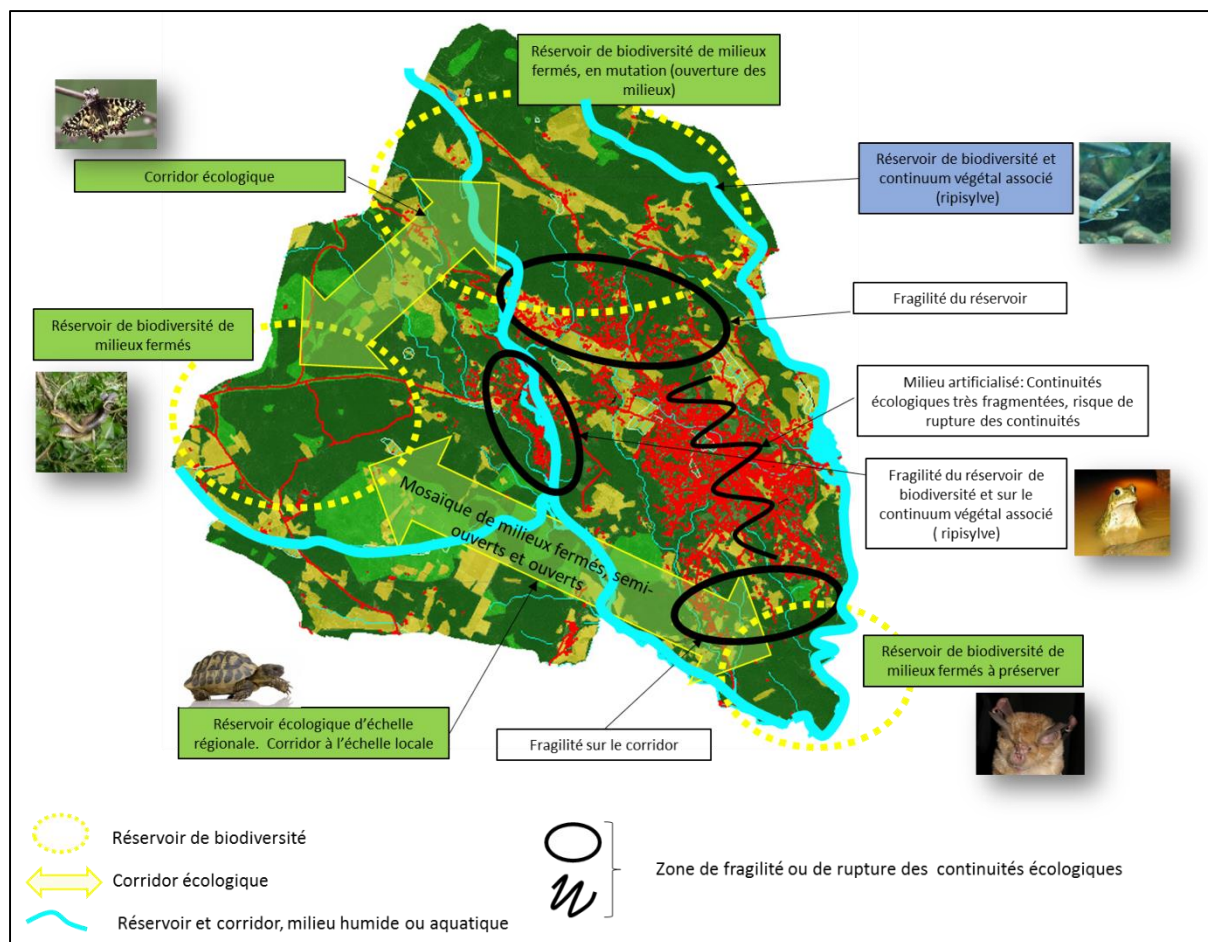 Réservoir de biodiversité de milieux
fermés, en mutation (ouverture des
milieux)
Corridor écologique
Réservoir de biodiversité et
continuum végétal associé
(ripisylve)
Fragilité du réservoir
Réservoir de biodiversité de
milieux fermés
Milieu artificialisé: Continuités
écologiques très fragmentées, risque de
rupture des continuités
Fragilité du réservoir de
biodiversité et sur le
continuum végétal associé
( ripisylve)
Mosaïque de milieux fermés, semi-
ouverts et ouverts
Réservoir de biodiversité de
milieux fermés à préserver
Réservoir écologique d'échelle
régionale. Corridor à l'échelle locale
Fragilité sur le corridor
Réservoir de biodiversité
Corridor écologique
Réservoir et corridor, milieu humide ou aquatique
Zone de fragilité ou de rupture des continuités écologiques